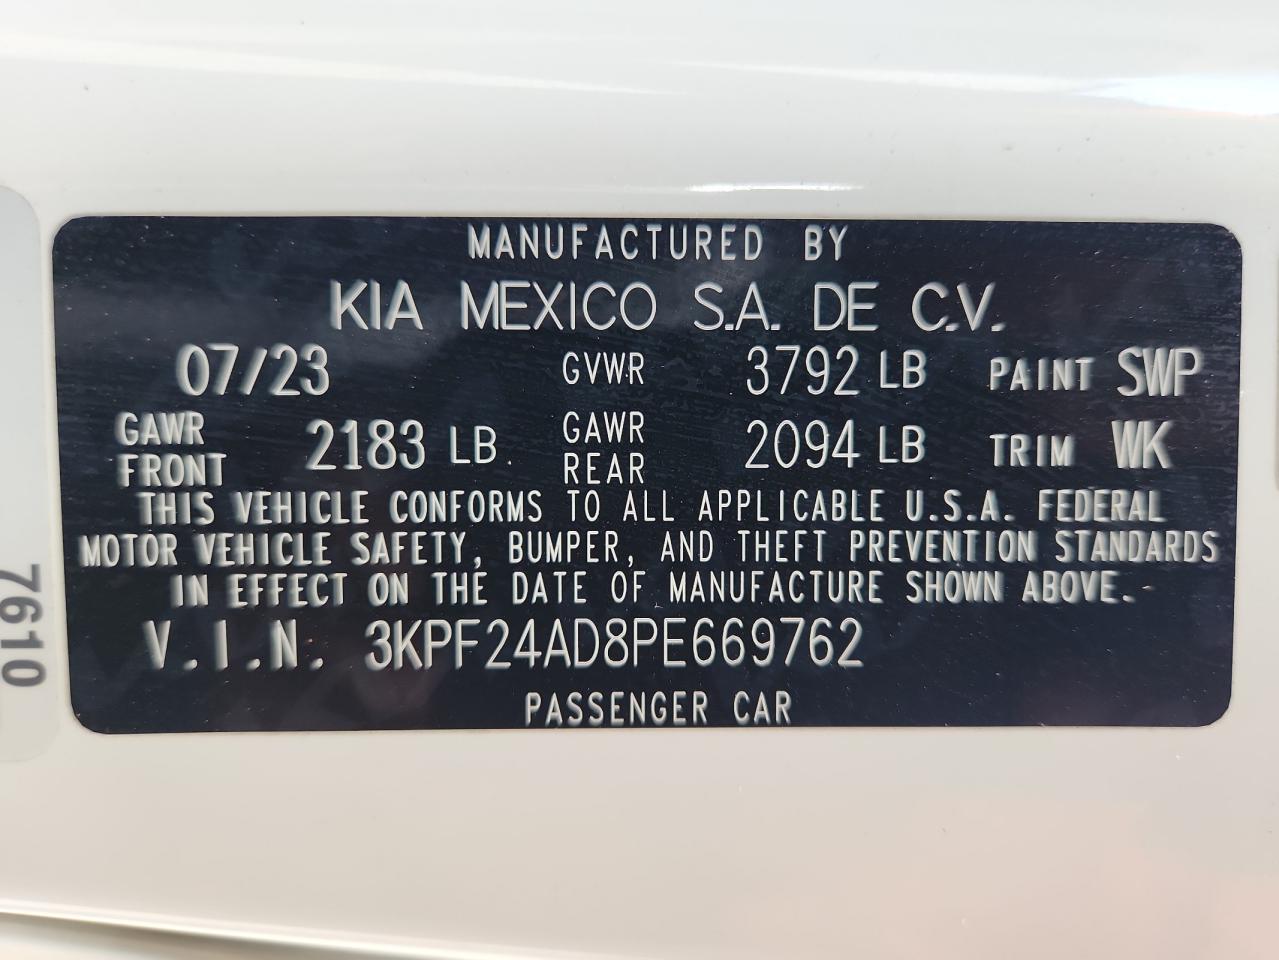 MANUFACTURED BY
KIA MEXICO S.A. DE C.V.
07/23 GVWR 3792 LB PAINT SWP
GAWR FRONT 2183 LB GAWR REAR 2094 LB TRIM WK
THIS VEHICLE CONFORMS TO ALL APPLICABLE U.S.A. FEDERAL
MOTOR VEHICLE SAFETY, BUMPER, AND THEFT PREVENTION STANDARDS
IN EFFECT ON THE DATE OF MANUFACTURE SHOWN ABOVE.
V.I.N. 3KPF24AD8PE669762
PASSENGER CAR
7610